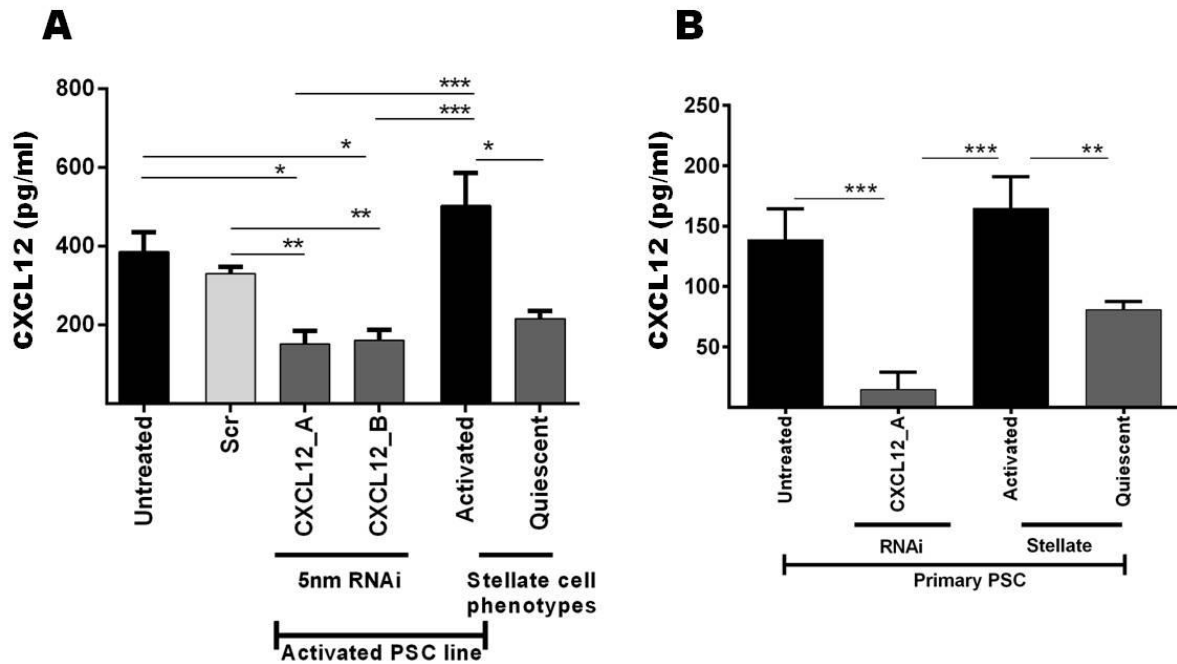 A
CXCL12 (pg/ml)
800
600
400
200
***
***
*
*
*
**
**
Untreated
Scr
CXCL12_A
CXCL12_B
Activated
Quiescent
5nm RNAi
Stellate cell
phenotypes
Activated PSC line
B
CXCL12 (pg/ml)
250
200
150
100
50
***
***
**
Untreated
CXCL12_A
Activated
Quiescent
RNAi
Stellate
Primary PSC